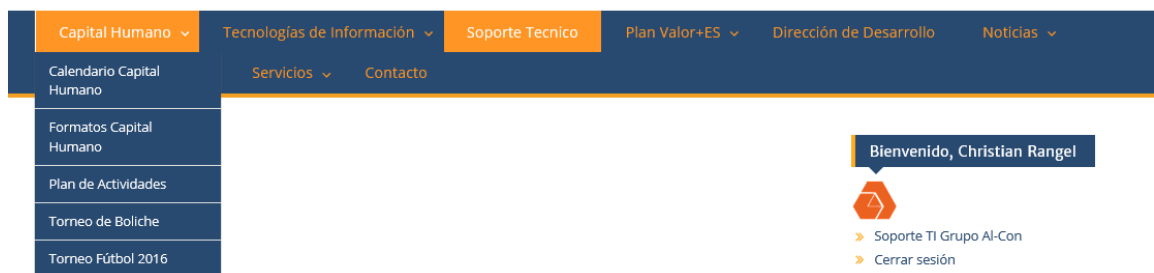 Capital Humano
Tecnologías de Información
Soporte Tecnico
Plan Valor+ES
Dirección de Desarrollo
Noticias
Servicios
Contacto
Calendario Capital
Humano
Formatos Capital
Humano
Plan de Actividades
Torneo de Boliche
Torneo Fútbol 2016
Bienvenido, Christian Rangel
Soporte TI Grupo Al-Con
Cerrar sesión